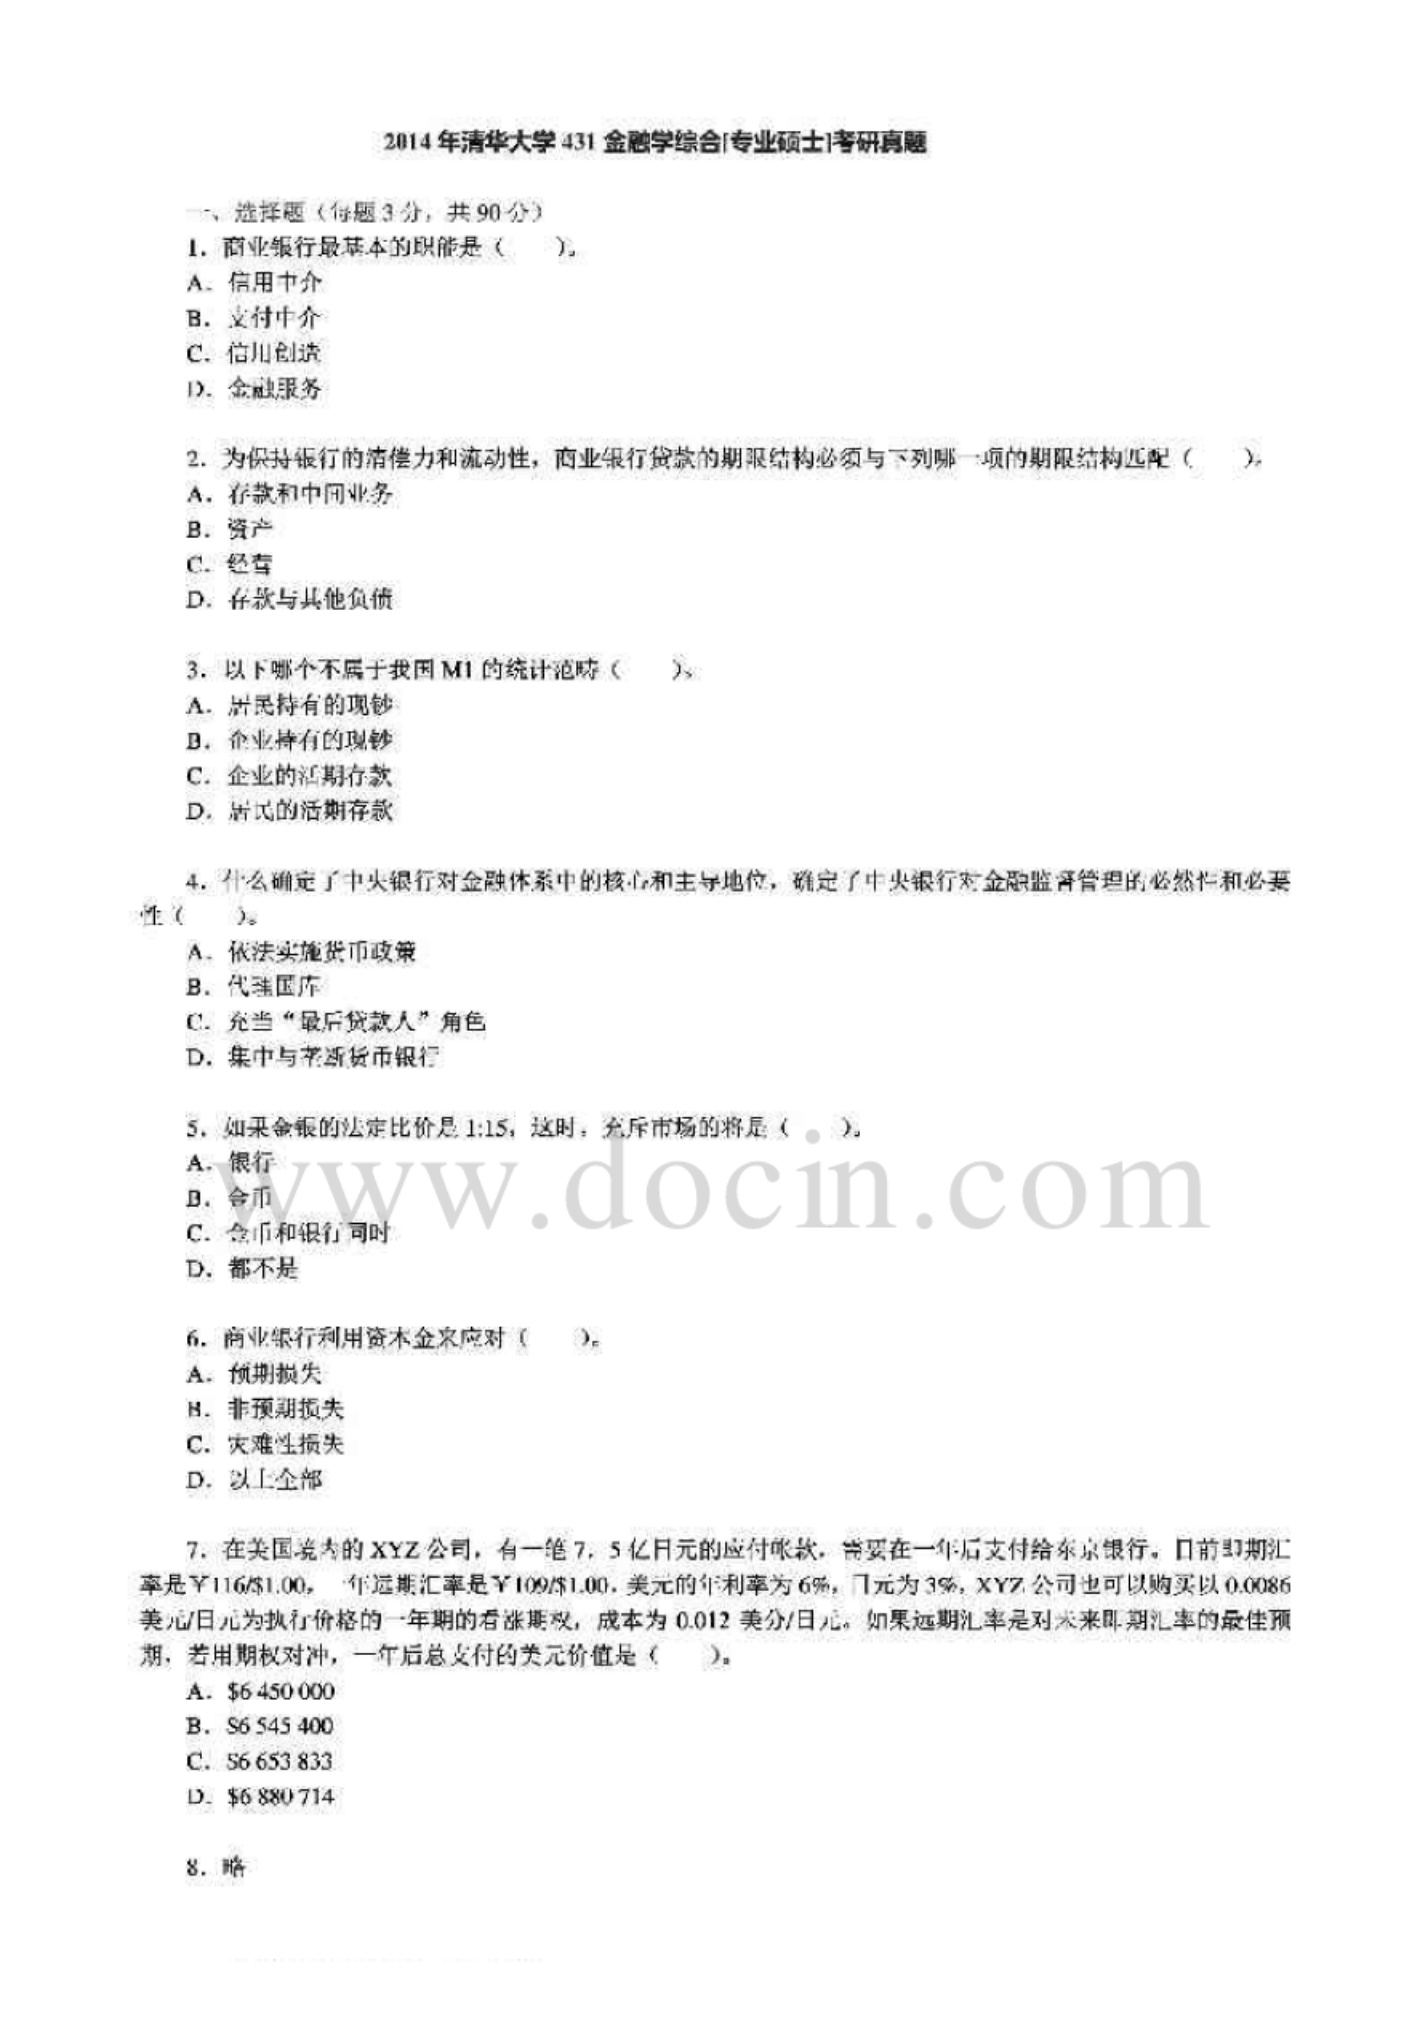 2014年清华大学431金融学综合[专业硕士]考研真题
一、选择题（每题3分，共90分）
1．商业银行最基本的职能是（　　）。
A．信用中介
B．支付中介
C．信用创造
D．金融服务
2．为保持银行的清偿力和流动性，商业银行贷款的期限结构必须与下列哪一项的期限结构匹配（　　）。
A．存款和中间业务
B．资产
C．经营
D．存款与其他负债
3．以下哪个不属于我国M1的统计范畴（　　）。
A．居民持有的现钞
B．企业持有的现钞
C．企业的活期存款
D．居民的活期存款
4．什么确定了中央银行对金融体系中的核心和主导地位，确定了中央银行对金融监督管理的必然性和必要
性（　　）。
A．依法实施货币政策
B．代理国库
C．充当“最后贷款人”角色
D．集中与垄断货币银行
5．如果金银的法定比价是1:15，这时，充斥市场的将是（　　）。
A．银行
B．金币
C．金币和银行同时
D．都不是
6．商业银行利用资本金来应对（　　）。
A．预期损失
B．非预期损失
C．灾难性损失
D．以上全部
7．在美国境内的XYZ公司，有一笔7．5亿日元的应付帐款，需要在一年后支付给东京银行。目前即期汇
率是￥116/$1.00，一年远期汇率是￥109/$1.00．美元的年利率为6%，日元为3%，XYZ公司也可以购买以0.0086
美元/日元为执行价格的一年期的看涨期权，成本为0.012美分/日元。如果远期汇率是对未来即期汇率的最佳预
期，若用期权对冲，一年后总支付的美元价值是（　　）。
A．$6 450 000
B．$6 545 400
C．$6 653 833
D．$6 880 714
8．略
www.docin.com